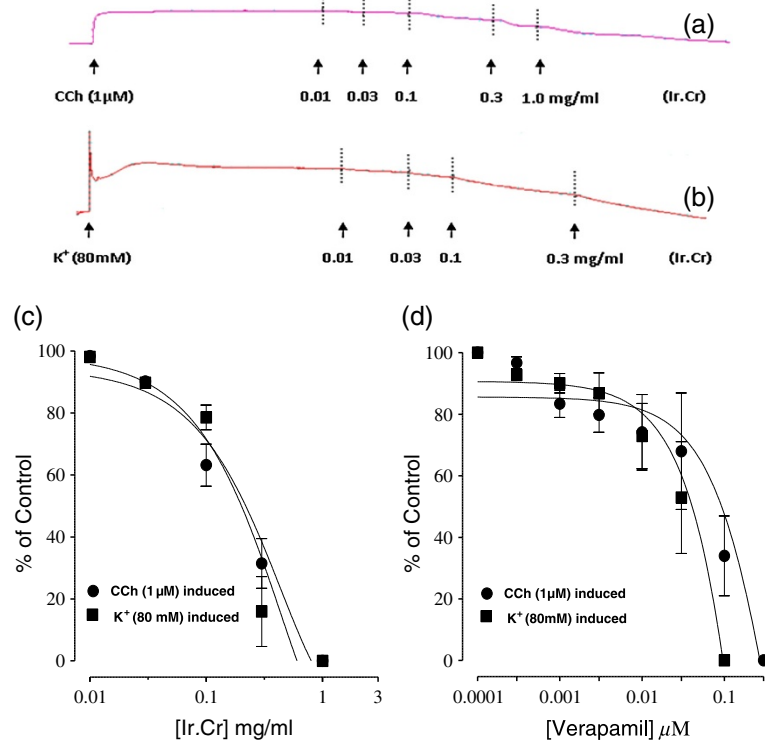 (a)
CCh (1µM) 0.01 0.03 0.1 0.3 1.0 mg/ml (Ir.Cr)
(b)
K+ (80mM) 0.01 0.03 0.1 0.3 mg/ml (Ir.Cr)
(c)
100
80
60
40
20
0
% of Control
CCh (1µM) induced
K+ (80 mM) induced
0.01 0.1 1 3
[Ir.Cr] mg/ml
(d)
100
80
60
40
20
0
% of Control
CCh (1µM) induced
K+ (80mM) induced
0.0001 0.001 0.01 0.1
[Verapamil] µM